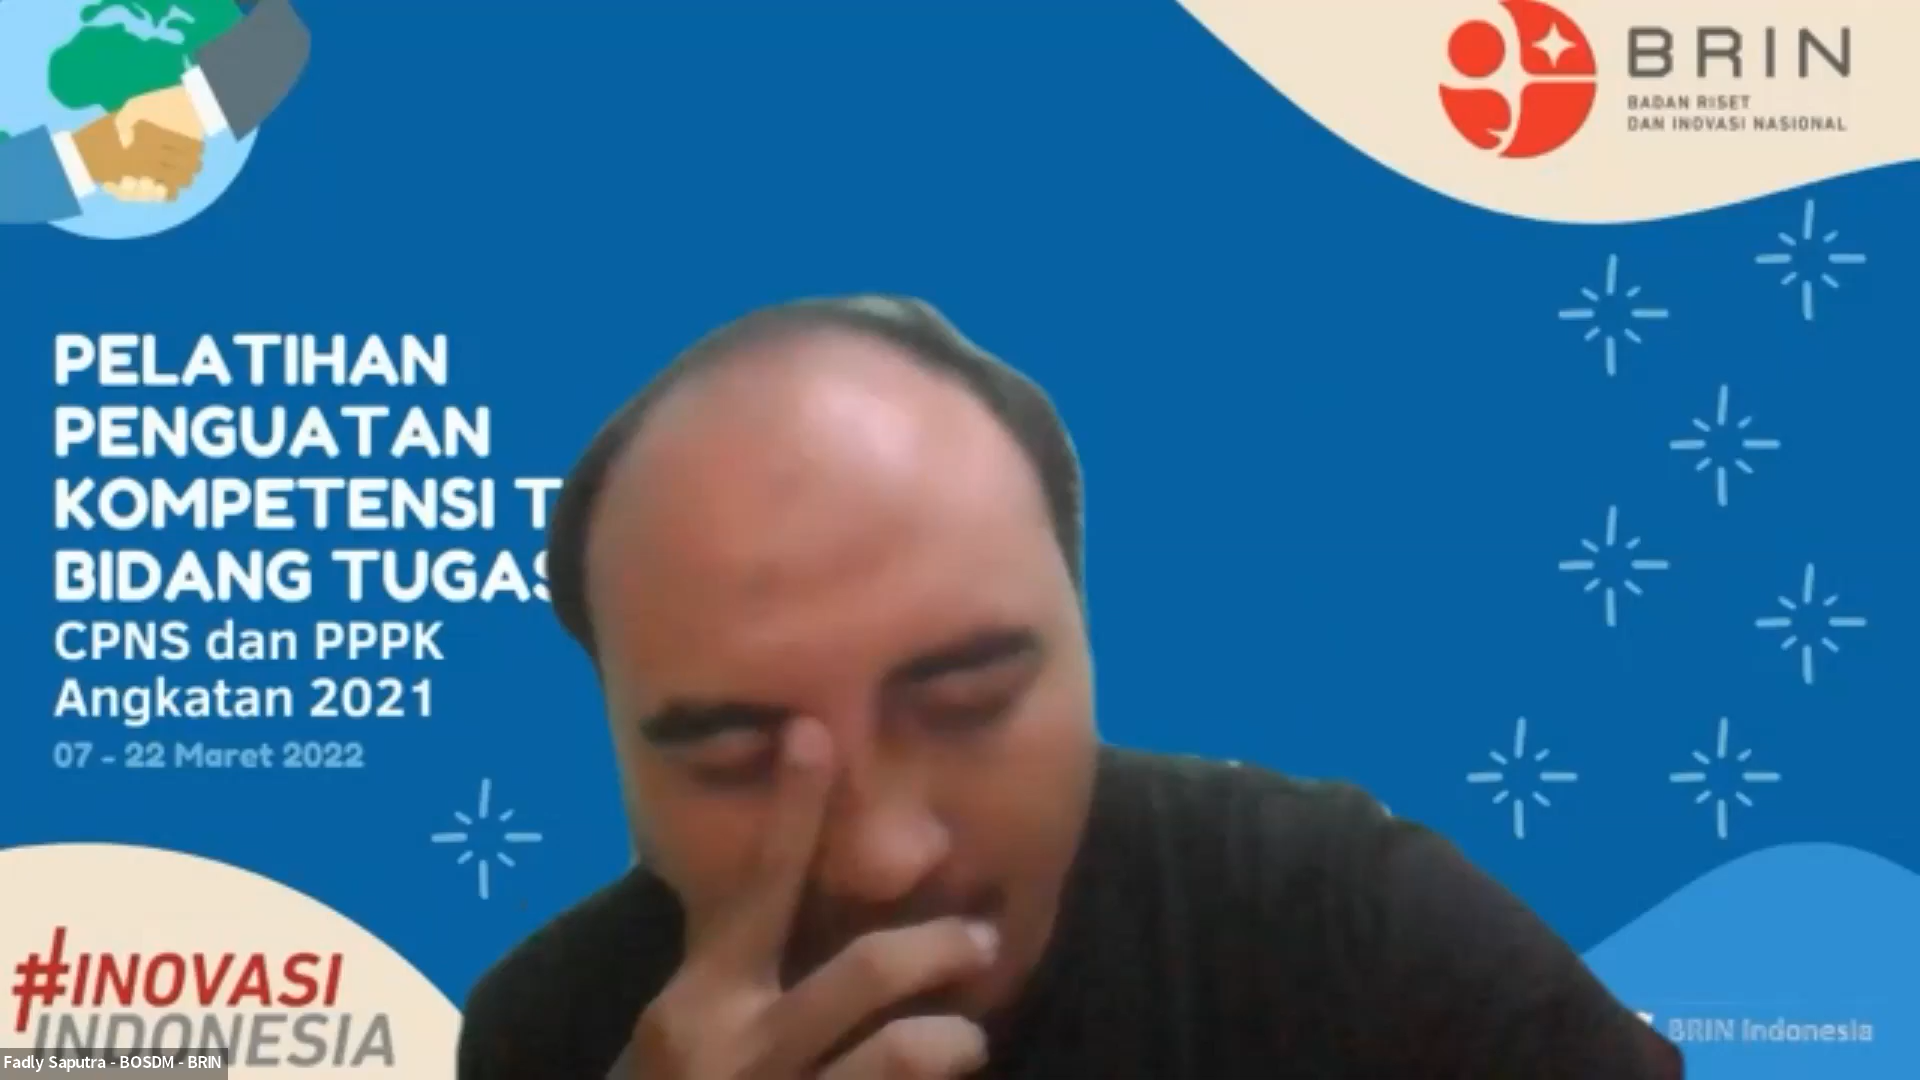 BRIN
BADAN RISET
DAN INOVASI NASIONAL
PELATIHAN
PENGUATAN
KOMPETENSI T
BIDANG TUGAS
CPNS dan PPPK
Angkatan 2021
07 - 22 Maret 2022
#INOVASI
INDONESIA
BRIN Indonesia
Fadly Saputra - BOSDM - BRIN